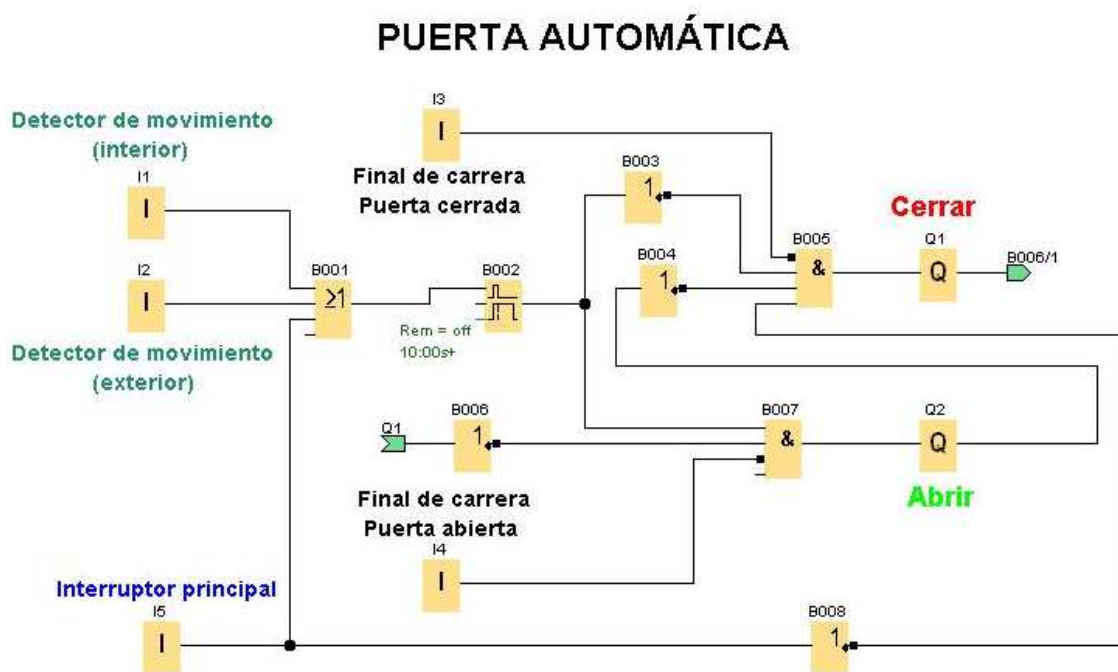 PUERTA AUTOMÁTICA
I3
Detector de movimiento
(interior)
I
Final de carrera
Puerta cerrada
I1
I
B003
1
Cerrar
B004
1
B005
&
Q1
Q
B006/1
I2
I
B001
≥1
B002
Rem = off
10:00s+
Detector de movimiento
(exterior)
Q1
B006
1
B007
&
Q2
Q
Abrir
Final de carrera
Puerta abierta
I4
I
Interruptor principal
I5
I
B008
1